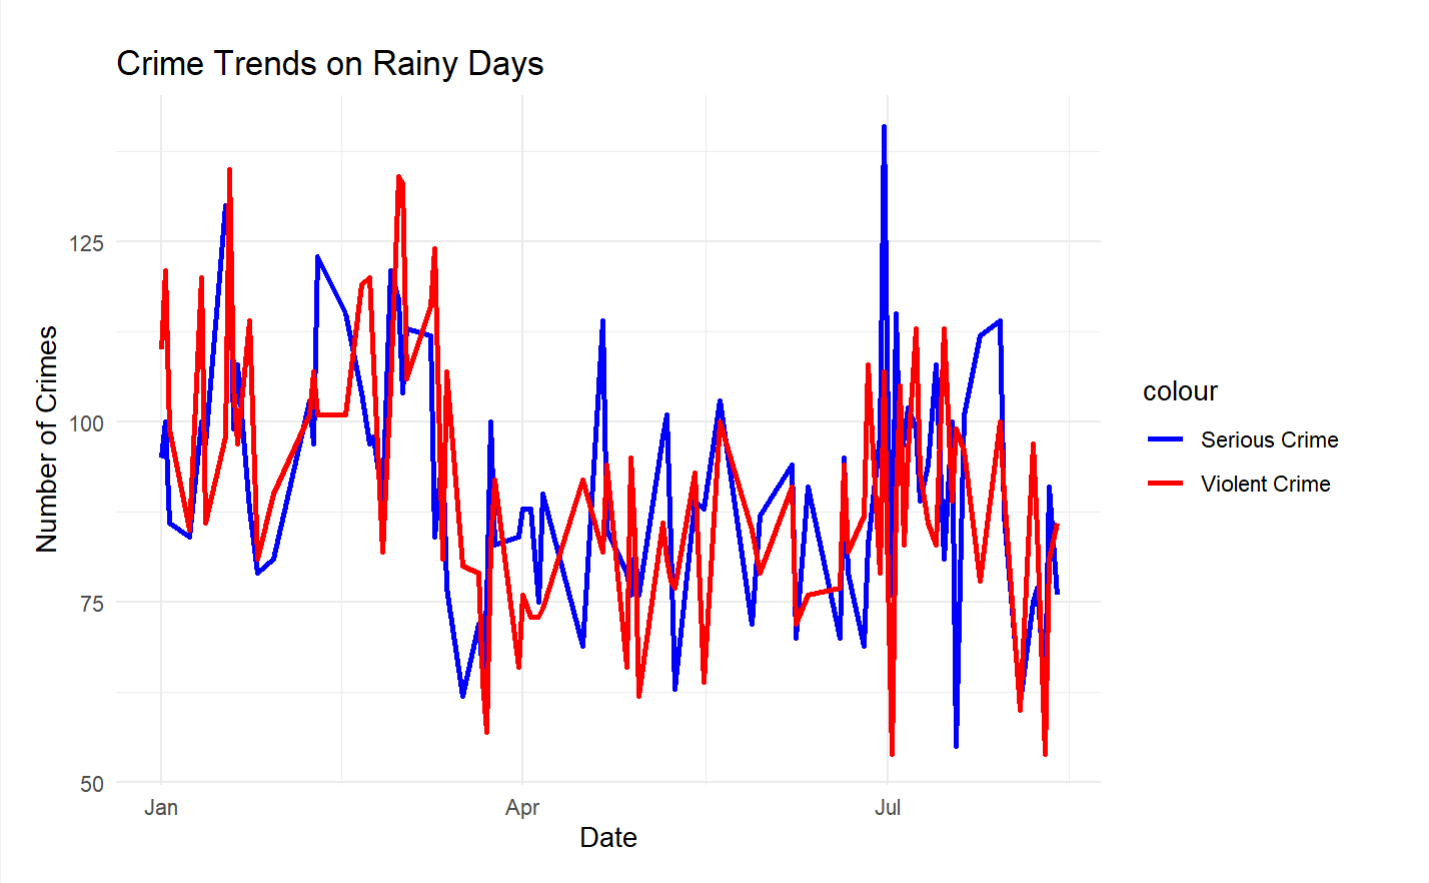 Crime Trends on Rainy Days
Number of Crimes
125
100
75
50
Jan
Apr
Jul
Date
colour
Serious Crime
Violent Crime